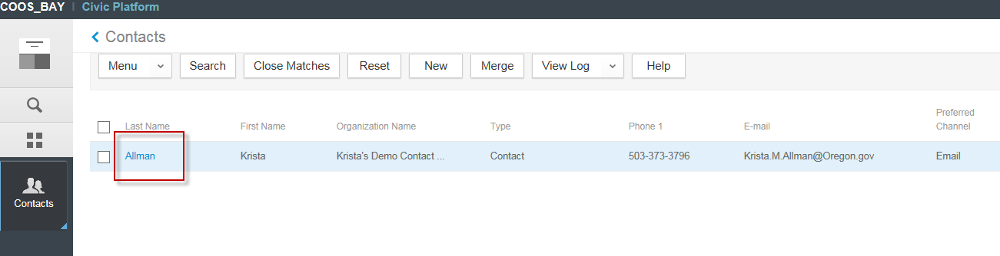 COOS_BAY | Civic Platform
Contacts
Menu Search Close Matches Reset New Merge View Log Help
Last Name First Name Organization Name Type Phone 1 E-mail Preferred Channel
Allman Krista Krista's Demo Contact ... Contact 503-373-3796 Krista.M.Allman@Oregon.gov Email
Contacts